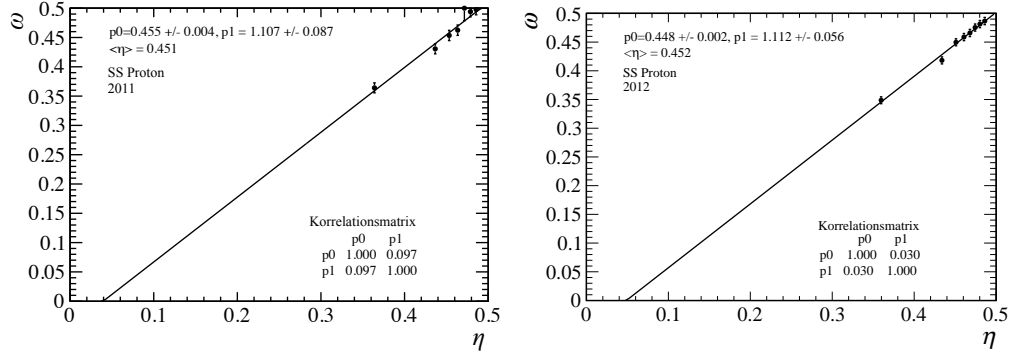 ω
0.5
0.45
0.4
0.35
0.3
0.25
0.2
0.15
0.1
0.05
0
p0=0.455 +/- 0.004, p1 = 1.107 +/- 0.087
<η> = 0.451
SS Proton
2011
Korrelationsmatrix
p0 p1
p0 1.000 0.097
p1 0.097 1.000
0 0.1 0.2 0.3 0.4 0.5
η
ω
0.5
0.45
0.4
0.35
0.3
0.25
0.2
0.15
0.1
0.05
0
p0=0.448 +/- 0.002, p1 = 1.112 +/- 0.056
<η> = 0.452
SS Proton
2012
Korrelationsmatrix
p0 p1
p0 1.000 0.030
p1 0.030 1.000
0 0.1 0.2 0.3 0.4 0.5
η